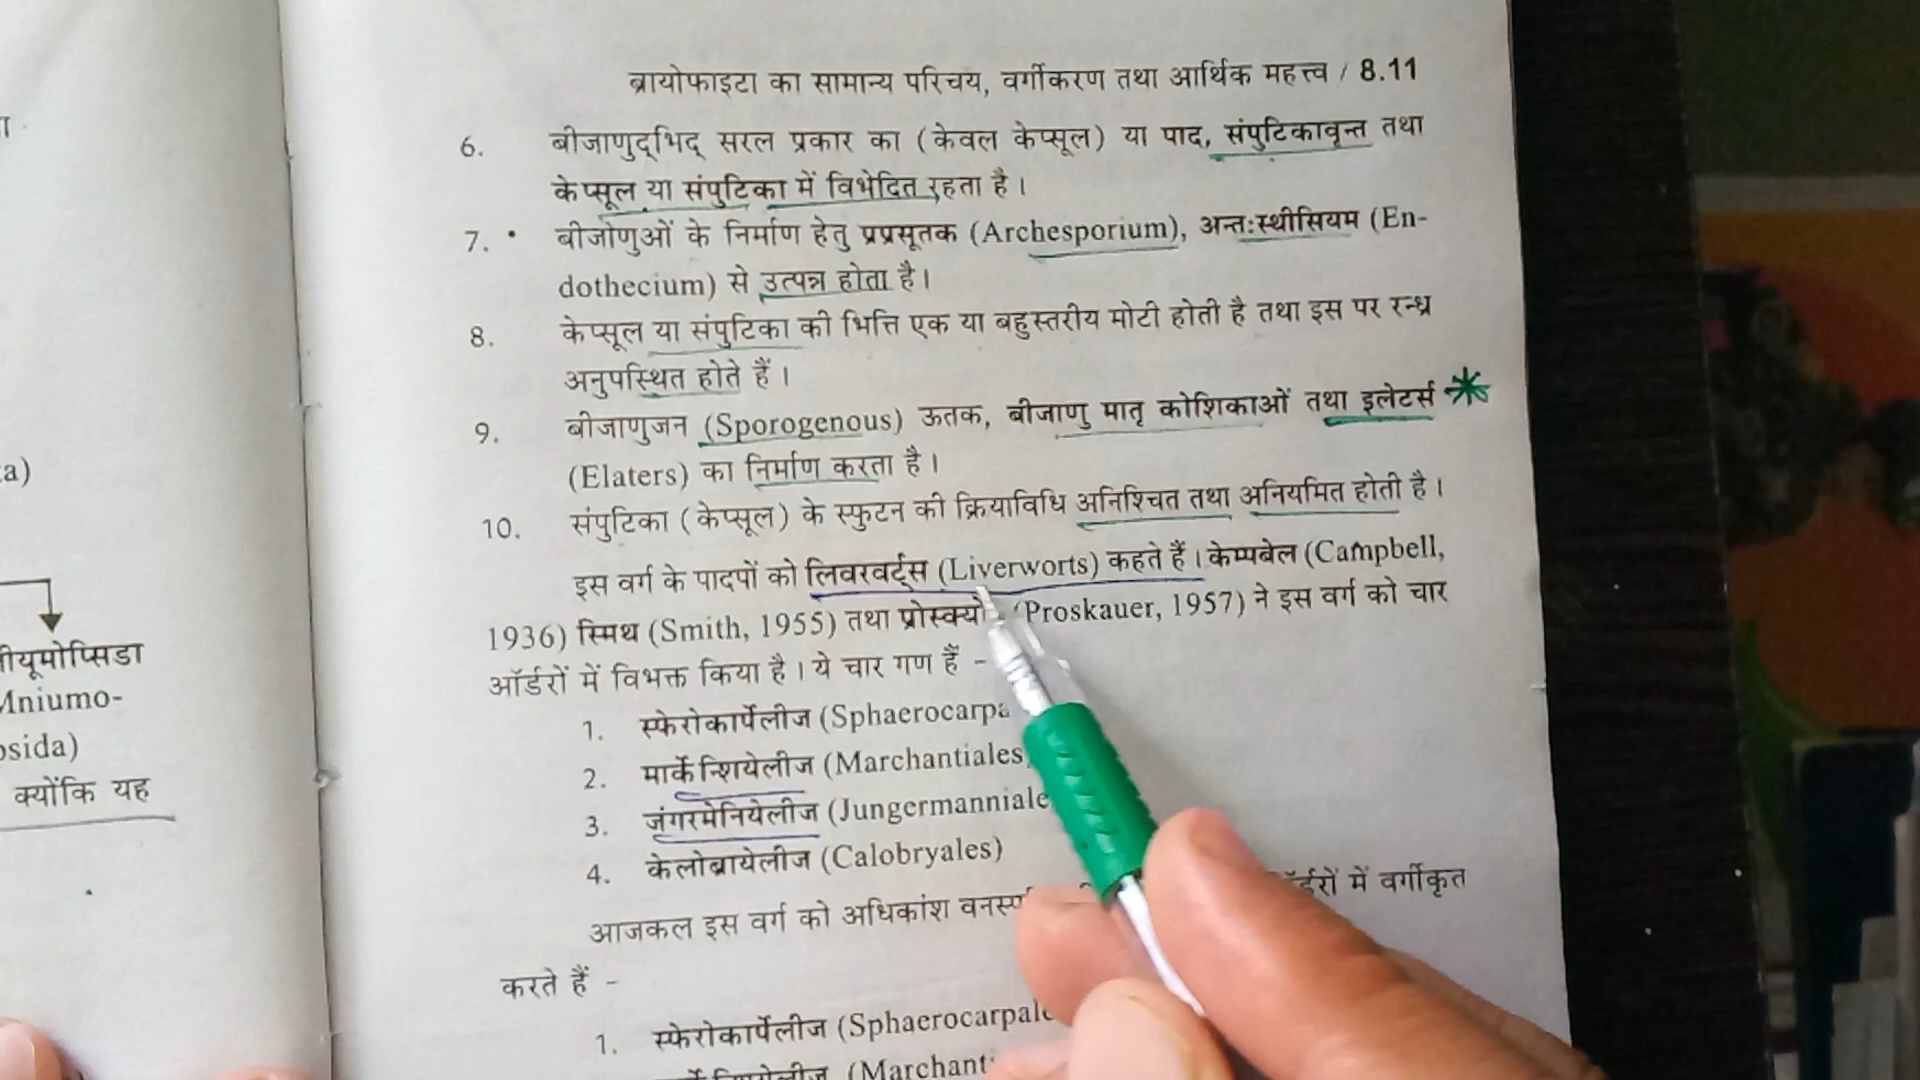 a)
मीयूमोप्सिडा
Mniumo-
क्योंकि यह
ब्रायोफाइटा का सामान्य परिचय, वर्गीकरण तथा आर्थिक महत्त्व / 8.11
6. बीजाणुद्भिद् सरल प्रकार का (केवल केप्सूल) या पाद, संपुटिकावृन्त तथा
केप्सूल या संपुटिका में विभेदित रहता है।
7. बीजाणुओं के निर्माण हेतु प्रप्रसूतक (Archesporium), अन्तःस्थीसियम (En-
dothecium) से उत्पन्न होता है।
8. केप्सूल या संपुटिका की भित्ति एक या बहुस्तरीय मोटी होती है तथा इस पर रन्ध्र
अनुपस्थित होते हैं।
9. बीजाणुजन (Sporogenous) ऊतक, बीजाणु मातृ कोशिकाओं तथा इलेटर्स
(Elaters) का निर्माण करता है।
10. संपुटिका (केप्सूल) के स्फुटन की क्रियाविधि अनिश्चित तथा अनियमित होती है।
इस वर्ग के पादपों को लिवरवर्ट्स (Liverworts) कहते हैं। केम्पबेल (Campbell,
1936) स्मिथ (Smith, 1955) तथा (Proskauer, 1957) ने इस वर्ग को चार
ऑर्डरों में विभक्त किया है। ये चार गण हैं -
1. स्फेरोकार्पेलीज (Sphaerocarpa
2. मार्केन्शियेलीज (Marchantiales)
3. जंगरमेनियेलीज (Jungermanniale
4. केलोब्रायेलीज (Calobryales)
आजकल इस वर्ग को अधिकांश ऑर्डरों में वर्गीकृत
करते हैं -
1. स्फेरोकार्पेलीज (Sphaerocarpale
(Marchant